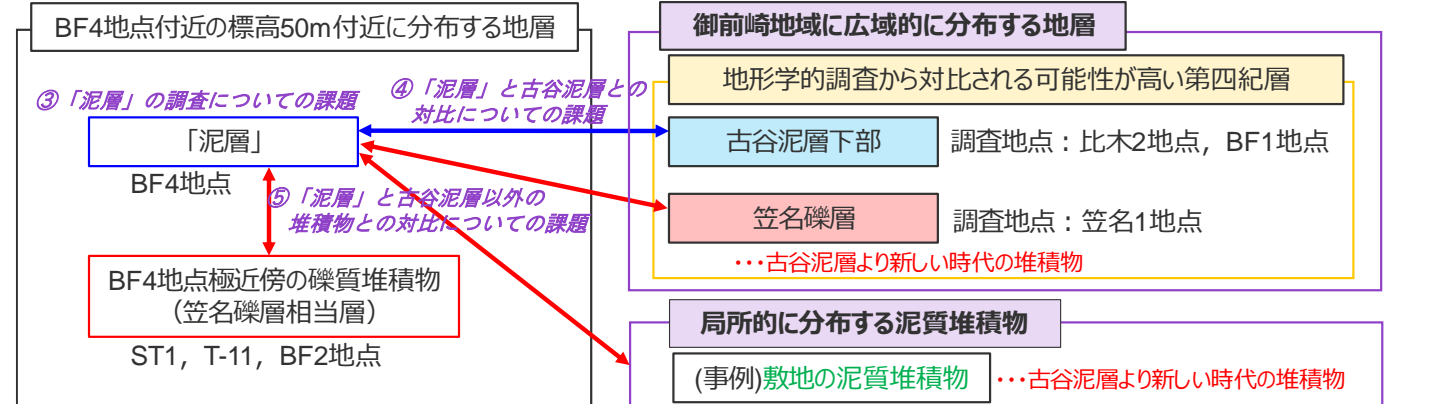 BF4地点付近の標高50m付近に分布する地層
③「泥層」の調査についての課題
「泥層」
BF4地点
④「泥層」と古谷泥層との
対比についての課題
⑤「泥層」と古谷泥層以外の
堆積物との対比についての課題
BF4地点極近傍の礫質堆積物
（笠名礫層相当層）
ST1，T-11，BF2地点
御前崎地域に広域的に分布する地層
地形学的調査から対比される可能性が高い第四紀層
古谷泥層下部
調査地点：比木2地点，BF1地点
笠名礫層
調査地点：笠名1地点
・・・古谷泥層より新しい時代の堆積物
局所的に分布する泥質堆積物
(事例)敷地の泥質堆積物
・・・古谷泥層より新しい時代の堆積物